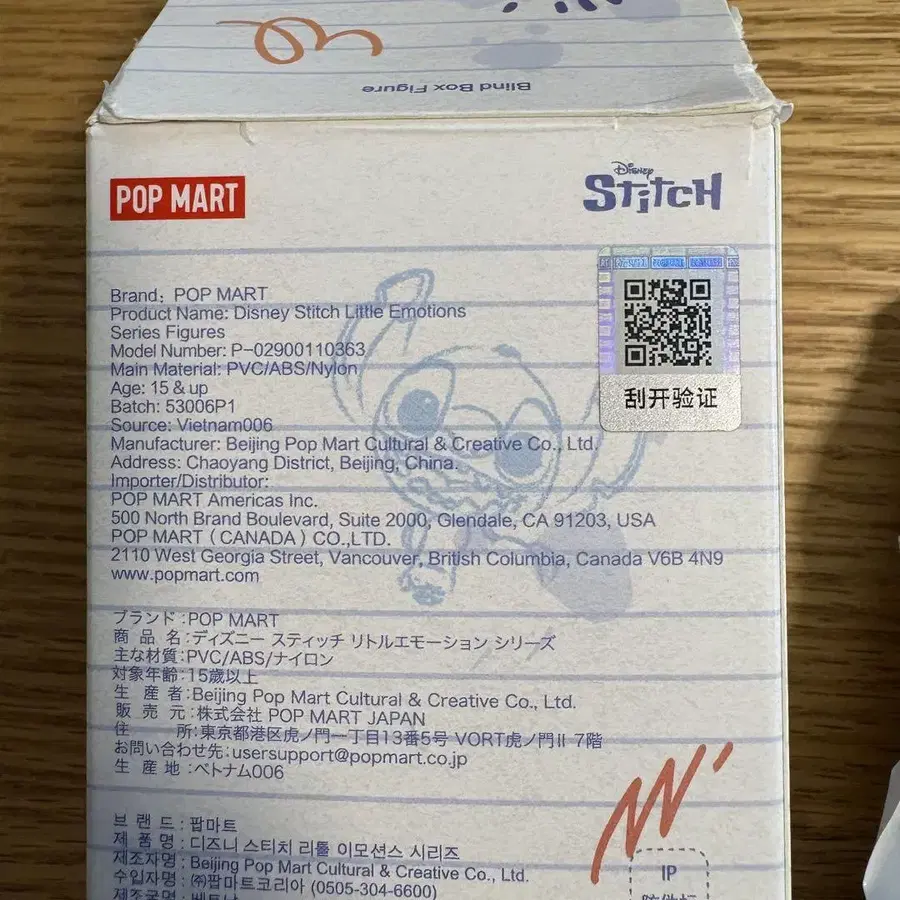 Blind Box Figure
POP MART
Disney
Stitch
刮开验证
Brand: POP MART
Product Name: Disney Stitch Little Emotions
Series Figures
Model Number: P-02900110363
Main Material: PVC/ABS/Nylon
Age: 15 & up
Batch: 53006P1
Source: Vietnam006
Manufacturer: Beijing Pop Mart Cultural & Creative Co., Ltd.
Address: Chaoyang District, Beijing, China.
Importer/Distributor:
POP MART Americas Inc.
500 North Brand Boulevard, Suite 2000, Glendale, CA 91203, USA
POP MART (CANADA) CO.,LTD.
2110 West Georgia Street, Vancouver, British Columbia, Canada V6B 4N9
www.popmart.com
ブランド:POP MART
商品名:ディズニー スティッチ リトルエモーション シリーズ
主な材質:PVC/ABS/ナイロン
対象年齢:15歳以上
生産者:Beijing Pop Mart Cultural & Creative Co., Ltd.
販売元:株式会社 POP MART JAPAN
住所:東京都港区虎ノ門一丁目13番5号 VORT虎ノ門Ⅱ 7階
お問い合わせ先:usersupport@popmart.co.jp
生産地:ベトナム006
브랜드:팝마트
제품명:디즈니 스티치 리틀 이모션스 시리즈
제조자명:Beijing Pop Mart Cultural & Creative Co., Ltd.
수입자명:㈜팝마트코리아 (0505-304-6600)
제조국명:베트남
IP